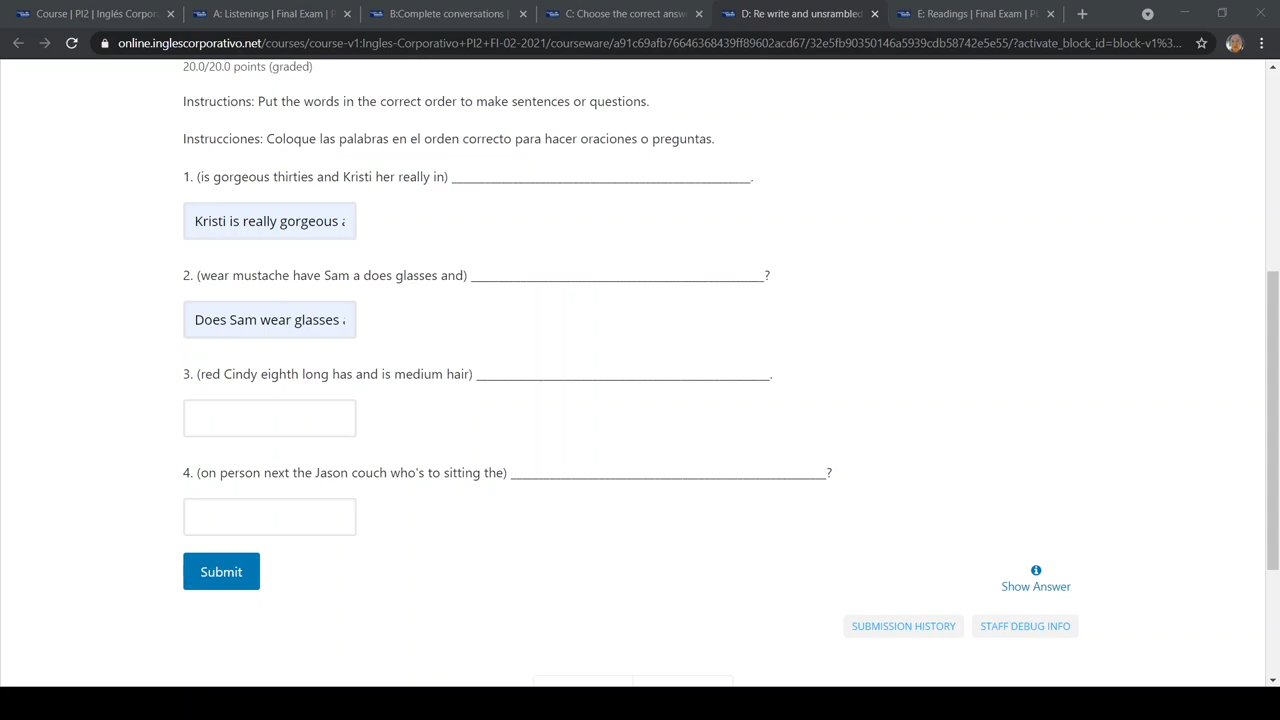 Course | PI2 | Inglés Corpor
A: Listenings | Final Exam | P
B:Complete conversations |
C: Choose the correct answ
D: Re write and unsrambled
E: Readings | Final Exam | PI
online.inglescorporativo.net/courses/course-v1:Ingles-Corporativo+PI2+FI-02-2021/courseware/a91c69afb76646368439ff89602acd67/32e5fb90350146a5939cdb58742e5e55/?activate_block_id=block-v1%3...
20.0/20.0 points (graded)
Instructions: Put the words in the correct order to make sentences or questions.
Instrucciones: Coloque las palabras en el orden correcto para hacer oraciones o preguntas.
1. (is gorgeous thirties and Kristi her really in) ______________________________________.
Kristi is really gorgeous a
2. (wear mustache have Sam a does glasses and) _____________________________________?
Does Sam wear glasses a
3. (red Cindy eighth long has and is medium hair) _____________________________________.
4. (on person next the Jason couch who's to sitting the) ________________________________________?
Submit
Show Answer
SUBMISSION HISTORY
STAFF DEBUG INFO